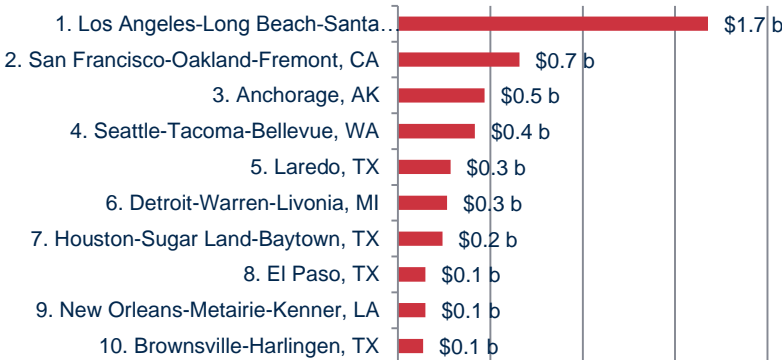 1. Los Angeles-Long Beach-Santa… $1.7 b
2. San Francisco-Oakland-Fremont, CA $0.7 b
3. Anchorage, AK $0.5 b
4. Seattle-Tacoma-Bellevue, WA $0.4 b
5. Laredo, TX $0.3 b
6. Detroit-Warren-Livonia, MI $0.3 b
7. Houston-Sugar Land-Baytown, TX $0.2 b
8. El Paso, TX $0.1 b
9. New Orleans-Metairie-Kenner, LA $0.1 b
10. Brownsville-Harlingen, TX $0.1 b